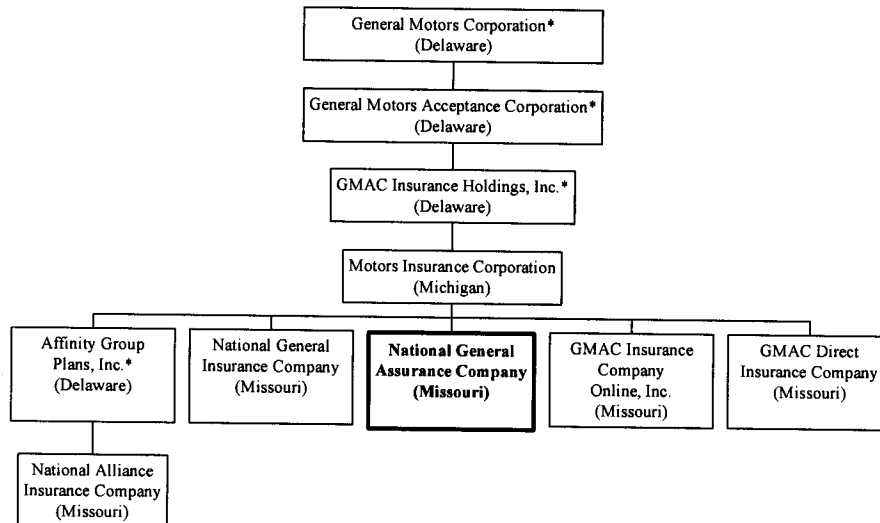 General Motors Corporation*
(Delaware)
General Motors Acceptance Corporation*
(Delaware)
GMAC Insurance Holdings, Inc.*
(Delaware)
Motors Insurance Corporation
(Michigan)
Affinity Group
Plans, Inc.*
(Delaware)
National General
Insurance Company
(Missouri)
National General
Assurance Company
(Missouri)
GMAC Insurance
Company
Online, Inc.
(Missouri)
GMAC Direct
Insurance Company
(Missouri)
National Alliance
Insurance Company
(Missouri)